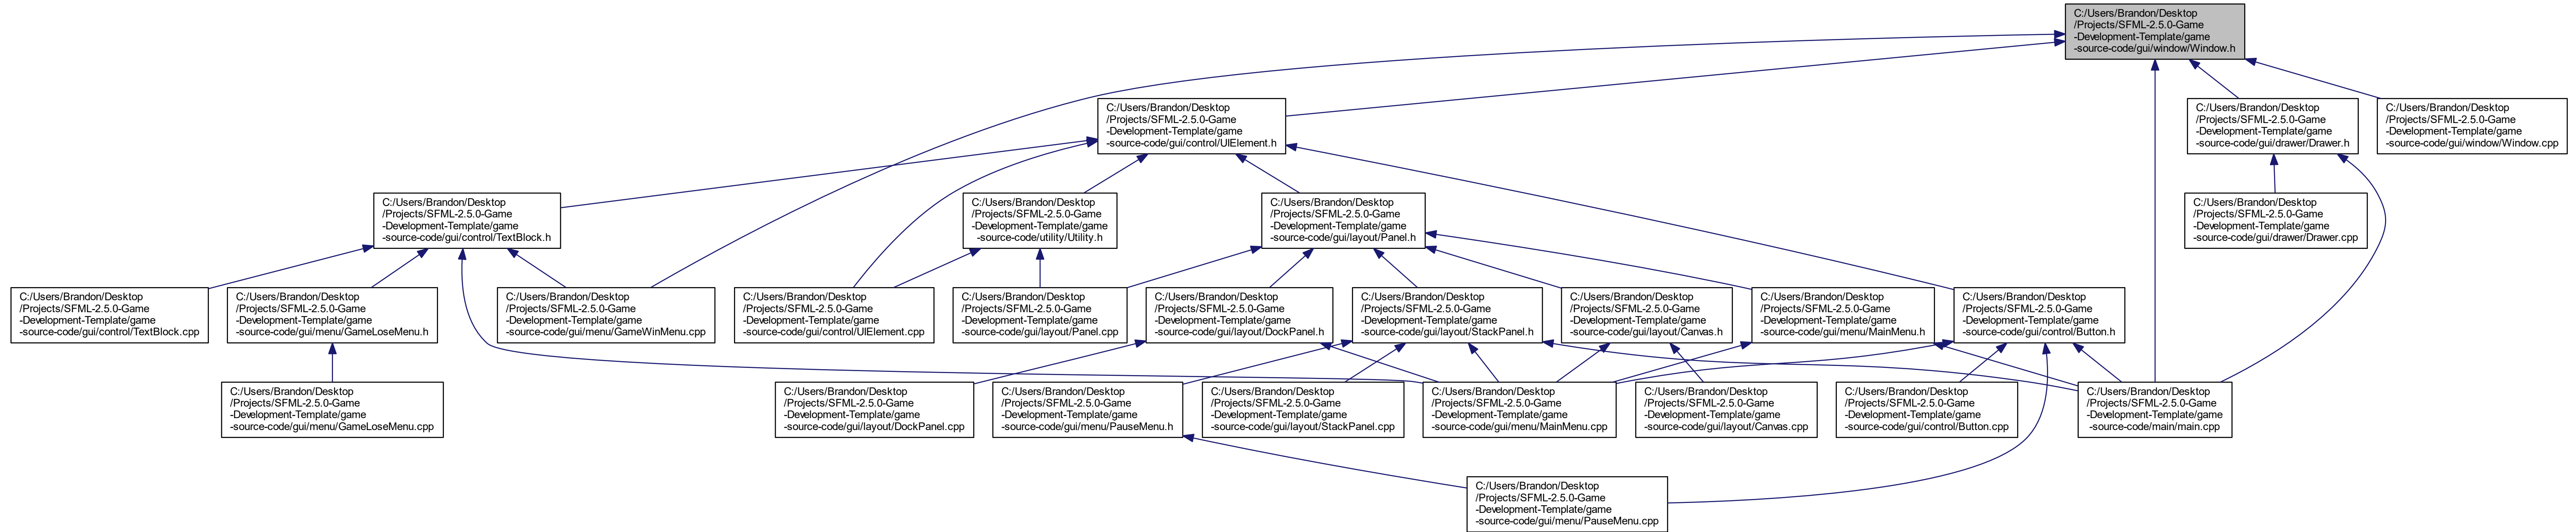 C:/Users/Brandon/Desktop
/Projects/SFML-2.5.0-Game
-Development-Template/game
-source-code/gui/window/Window.h
C:/Users/Brandon/Desktop
/Projects/SFML-2.5.0-Game
-Development-Template/game
-source-code/gui/control/UIElement.h
C:/Users/Brandon/Desktop
/Projects/SFML-2.5.0-Game
-Development-Template/game
-source-code/gui/drawer/Drawer.h
C:/Users/Brandon/Desktop
/Projects/SFML-2.5.0-Game
-Development-Template/game
-source-code/gui/window/Window.cpp
C:/Users/Brandon/Desktop
/Projects/SFML-2.5.0-Game
-Development-Template/game
-source-code/gui/control/TextBlock.h
C:/Users/Brandon/Desktop
/Projects/SFML-2.5.0-Game
-Development-Template/game
-source-code/utility/Utility.h
C:/Users/Brandon/Desktop
/Projects/SFML-2.5.0-Game
-Development-Template/game
-source-code/gui/layout/Panel.h
C:/Users/Brandon/Desktop
/Projects/SFML-2.5.0-Game
-Development-Template/game
-source-code/gui/drawer/Drawer.cpp
C:/Users/Brandon/Desktop
/Projects/SFML-2.5.0-Game
-Development-Template/game
-source-code/gui/control/TextBlock.cpp
C:/Users/Brandon/Desktop
/Projects/SFML-2.5.0-Game
-Development-Template/game
-source-code/gui/menu/GameLoseMenu.h
C:/Users/Brandon/Desktop
/Projects/SFML-2.5.0-Game
-Development-Template/game
-source-code/gui/menu/GameWinMenu.cpp
C:/Users/Brandon/Desktop
/Projects/SFML-2.5.0-Game
-Development-Template/game
-source-code/gui/control/UIElement.cpp
C:/Users/Brandon/Desktop
/Projects/SFML-2.5.0-Game
-Development-Template/game
-source-code/gui/layout/Panel.cpp
C:/Users/Brandon/Desktop
/Projects/SFML-2.5.0-Game
-Development-Template/game
-source-code/gui/layout/DockPanel.h
C:/Users/Brandon/Desktop
/Projects/SFML-2.5.0-Game
-Development-Template/game
-source-code/gui/layout/StackPanel.h
C:/Users/Brandon/Desktop
/Projects/SFML-2.5.0-Game
-Development-Template/game
-source-code/gui/layout/Canvas.h
C:/Users/Brandon/Desktop
/Projects/SFML-2.5.0-Game
-Development-Template/game
-source-code/gui/menu/MainMenu.h
C:/Users/Brandon/Desktop
/Projects/SFML-2.5.0-Game
-Development-Template/game
-source-code/gui/control/Button.h
C:/Users/Brandon/Desktop
/Projects/SFML-2.5.0-Game
-Development-Template/game
-source-code/gui/menu/GameLoseMenu.cpp
C:/Users/Brandon/Desktop
/Projects/SFML-2.5.0-Game
-Development-Template/game
-source-code/gui/layout/DockPanel.cpp
C:/Users/Brandon/Desktop
/Projects/SFML-2.5.0-Game
-Development-Template/game
-source-code/gui/menu/PauseMenu.h
C:/Users/Brandon/Desktop
/Projects/SFML-2.5.0-Game
-Development-Template/game
-source-code/gui/layout/StackPanel.cpp
C:/Users/Brandon/Desktop
/Projects/SFML-2.5.0-Game
-Development-Template/game
-source-code/gui/menu/MainMenu.cpp
C:/Users/Brandon/Desktop
/Projects/SFML-2.5.0-Game
-Development-Template/game
-source-code/gui/layout/Canvas.cpp
C:/Users/Brandon/Desktop
/Projects/SFML-2.5.0-Game
-Development-Template/game
-source-code/gui/control/Button.cpp
C:/Users/Brandon/Desktop
/Projects/SFML-2.5.0-Game
-Development-Template/game
-source-code/main/main.cpp
C:/Users/Brandon/Desktop
/Projects/SFML-2.5.0-Game
-Development-Template/game
-source-code/gui/menu/PauseMenu.cpp